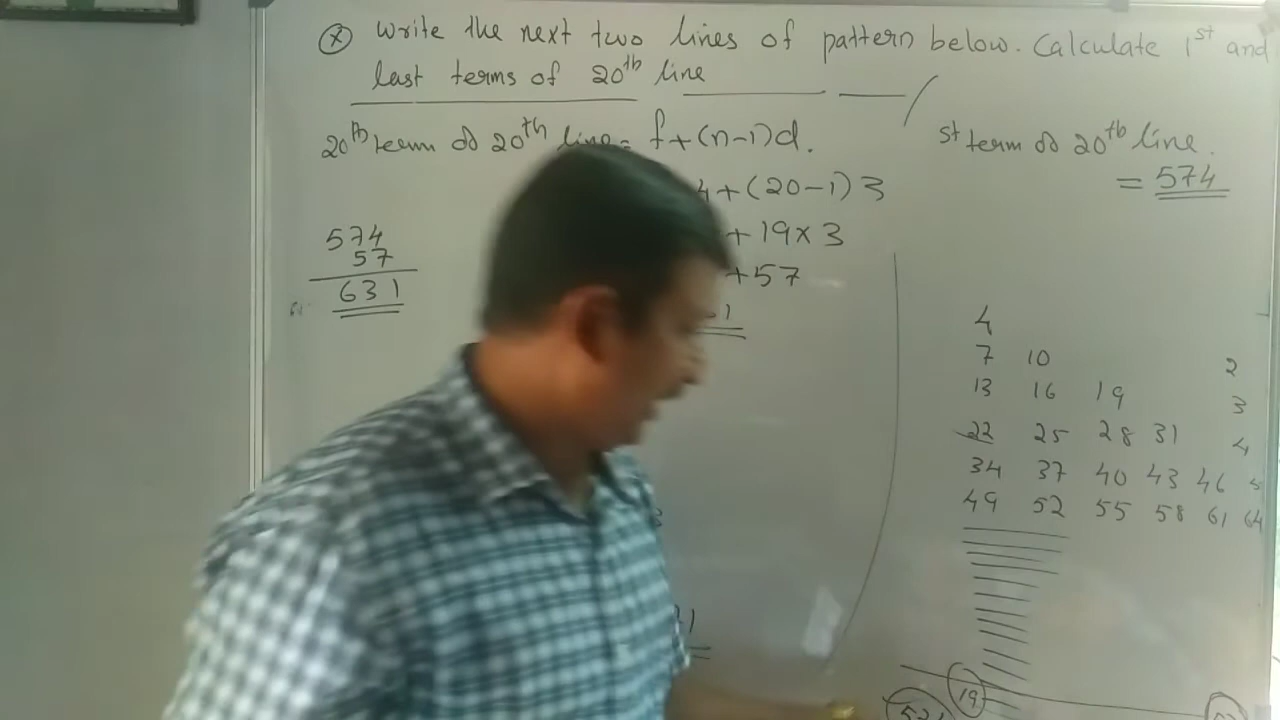 (x) Write the next two lines of pattern below. Calculate 1st and
last terms of 20th line
20th term of 20th line = f+(n-1)d.
4+(20-1)3
+19×3
+57
1
574
57
631
st term of 20th line.
= 574
4
7 10 2
13 16 19 3
22 25 28 31 4
34 37 40 43 46 5
49 52 55 58 61 64
19